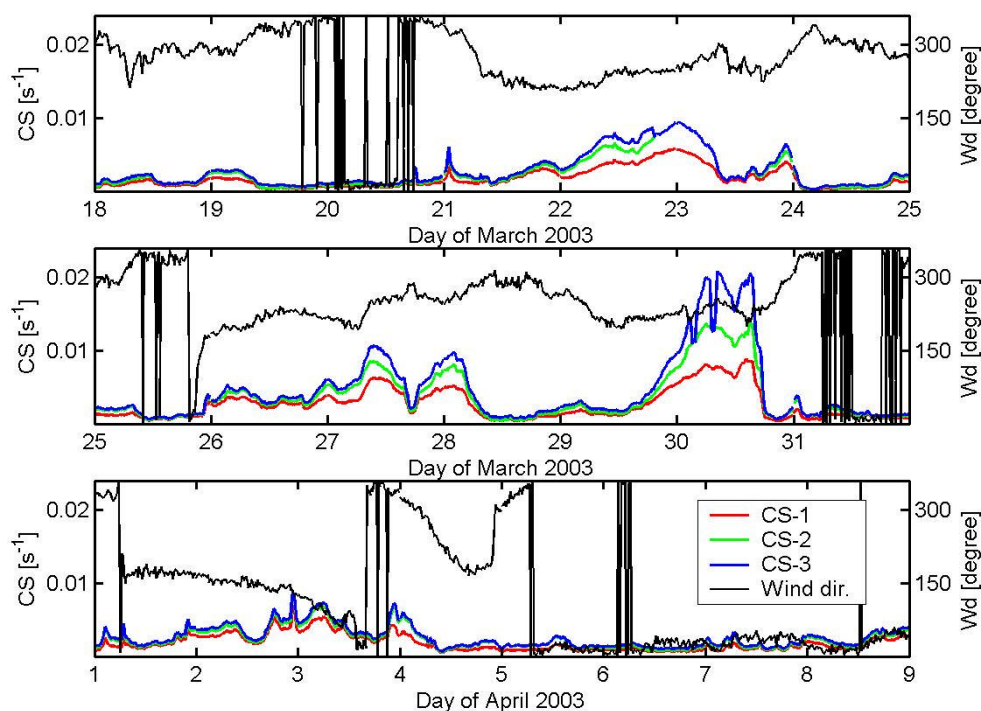 0.02
0.01
CS [s-1]
300
150
Wd [degree]
18 19 20 21 22 23 24 25
Day of March 2003
0.02
0.01
CS [s-1]
300
150
Wd [degree]
25 26 27 28 29 30 31
Day of March 2003
0.02
0.01
CS [s-1]
300
150
Wd [degree]
CS-1
CS-2
CS-3
Wind dir.
1 2 3 4 5 6 7 8 9
Day of April 2003